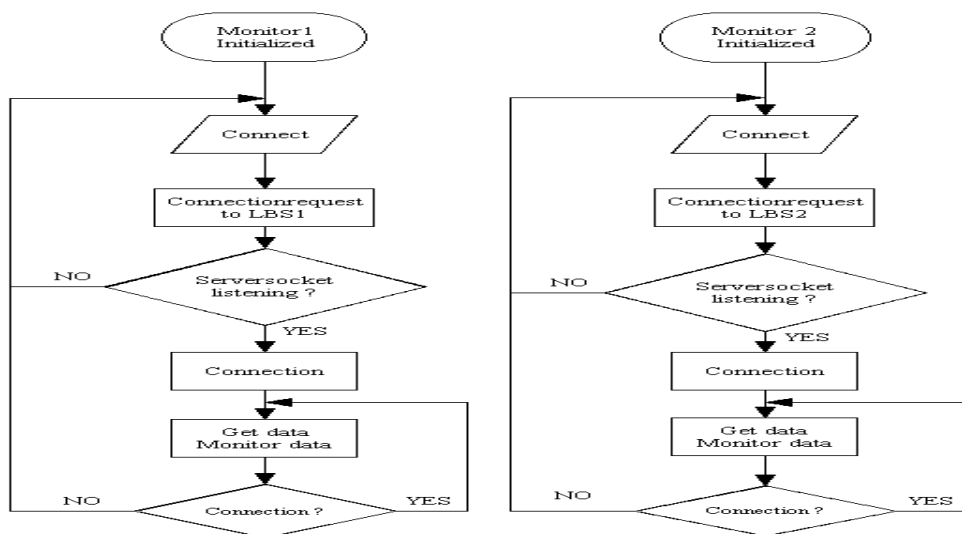 Monitor1
Initialized
Connect
Connectionrequest
to LBS1
Serversocket
listening ?
NO
YES
Connection
Get data
Monitor data
Connection ?
NO
YES
Monitor 2
Initialized
Connect
Connectionrequest
to LBS2
Serversocket
listening ?
NO
YES
Connection
Get data
Monitor data
Connection ?
NO
YES